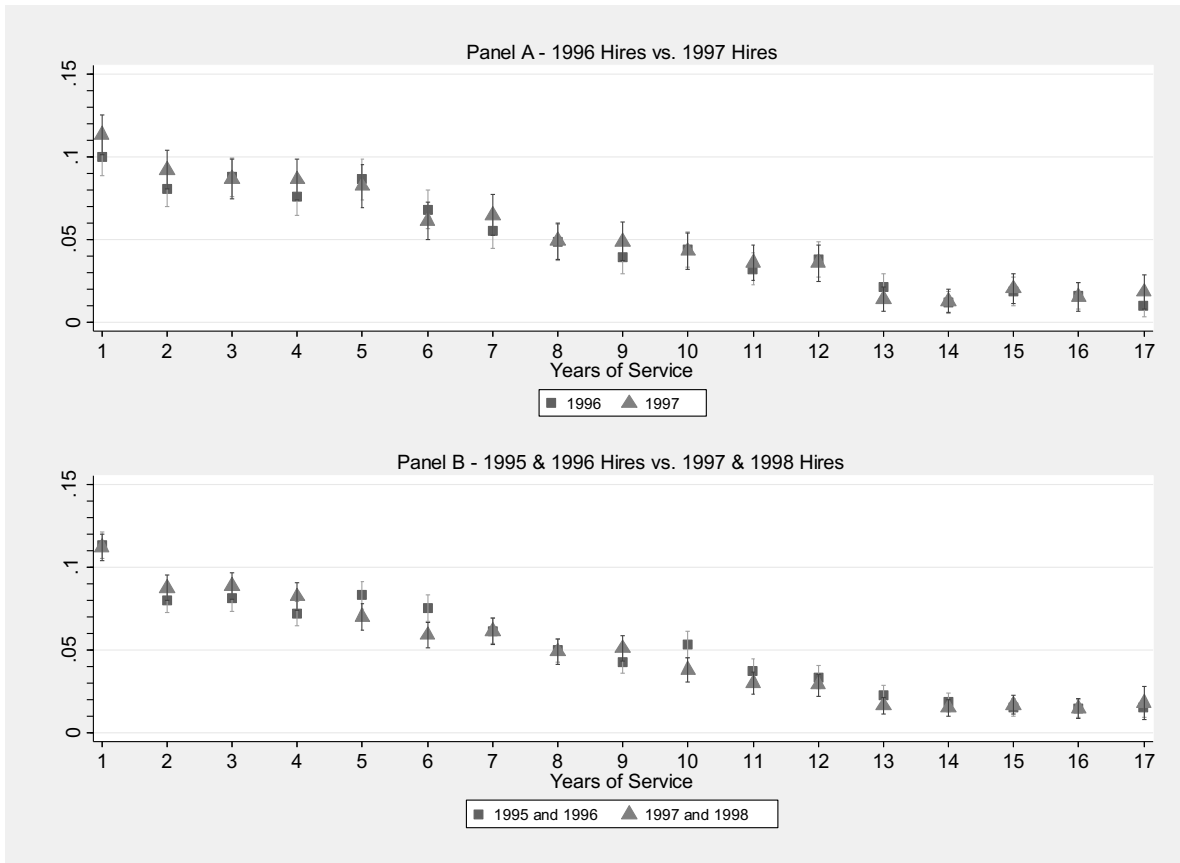 Panel A - 1996 Hires vs. 1997 Hires
.15
.1
.05
0
1 2 3 4 5 6 7 8 9 10 11 12 13 14 15 16 17
Years of Service
1996 1997
Panel B - 1995 & 1996 Hires vs. 1997 & 1998 Hires
.15
.1
.05
0
1 2 3 4 5 6 7 8 9 10 11 12 13 14 15 16 17
Years of Service
1995 and 1996 1997 and 1998